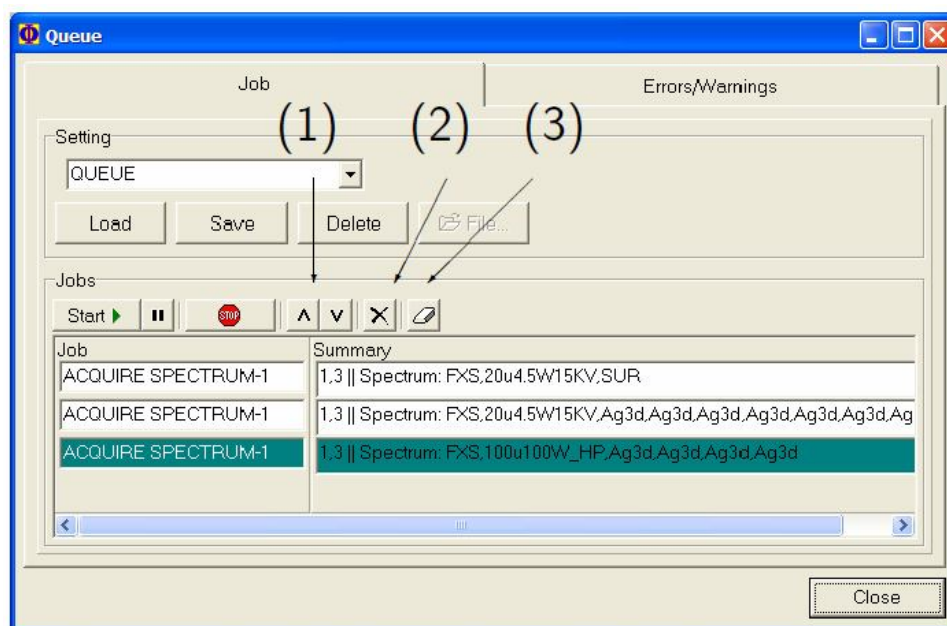 Queue
Job Errors/Warnings
(1) (2) (3)
Setting
QUEUE
Load Save Delete File...
Jobs
Start STOP
Job Summary
ACQUIRE SPECTRUM-1 1,3 || Spectrum: FXS,20u4.5W15KV,SUR
ACQUIRE SPECTRUM-1 1,3 || Spectrum: FXS,20u4.5W15KV,Ag3d,Ag3d,Ag3d,Ag3d,Ag3d,Ag3d,Ag
ACQUIRE SPECTRUM-1 1,3 || Spectrum: FXS,100u100W_HP,Ag3d,Ag3d,Ag3d,Ag3d
Close